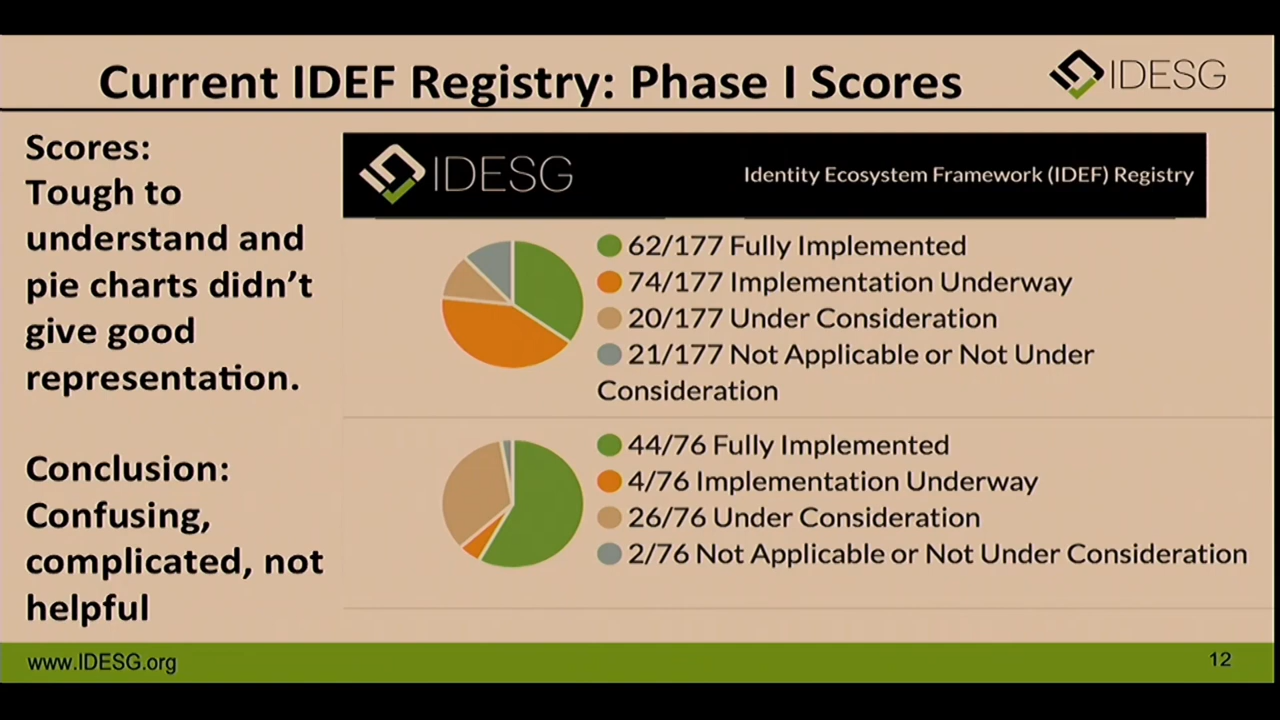 Current IDEF Registry: Phase I Scores
IDESG
Scores:
Tough to
understand and
pie charts didn't
give good
representation.
Conclusion:
Confusing,
complicated, not
helpful
IDESG
Identity Ecosystem Framework (IDEF) Registry
62/177 Fully Implemented
74/177 Implementation Underway
20/177 Under Consideration
21/177 Not Applicable or Not Under
Consideration
44/76 Fully Implemented
4/76 Implementation Underway
26/76 Under Consideration
2/76 Not Applicable or Not Under Consideration
www.IDESG.org
12